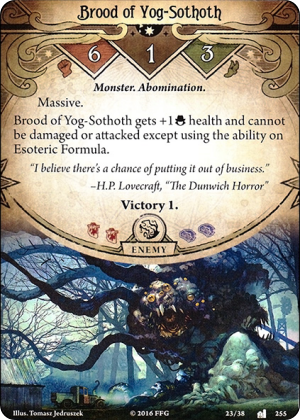 Brood of Yog-Sothoth
6 1 3
Monster. Abomination.
Massive.
Brood of Yog-Sothoth gets +1 health and cannot
be damaged or attacked except using the ability on
Esoteric Formula.
“I believe there’s a chance of putting it out of business.”
–H.P. Lovecraft, “The Dunwich Horror”
Victory 1.
ENEMY
Illus. Tomasz Jedruszek
© 2016 FFG
23/38
255